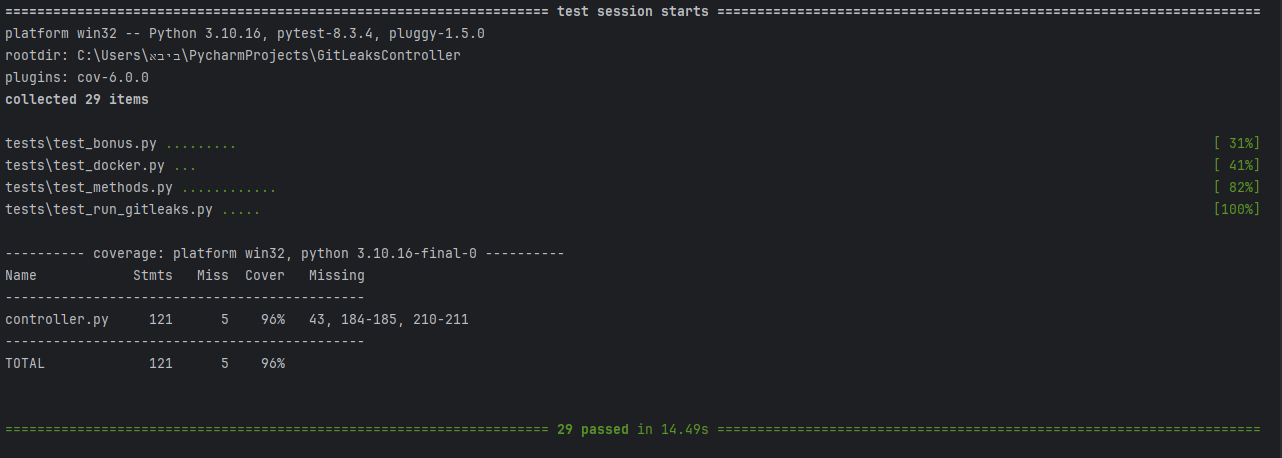 ==================================================================== test session starts ====================================================================
platform win32 -- Python 3.10.16, pytest-8.3.4, pluggy-1.5.0
rootdir: C:\Users\אביב\PycharmProjects\GitLeaksController
plugins: cov-6.0.0
collected 29 items
tests\test_bonus.py ......... [ 31%]
tests\test_docker.py ... [ 41%]
tests\test_methods.py ............ [ 82%]
tests\test_run_gitleaks.py ..... [100%]
---------- coverage: platform win32, python 3.10.16-final-0 ----------
Name            Stmts   Miss  Cover   Missing
---------------------------------------------
controller.py     121      5    96%   43, 184-185, 210-211
---------------------------------------------
TOTAL             121      5    96%
==================================================================== 29 passed in 14.49s ====================================================================